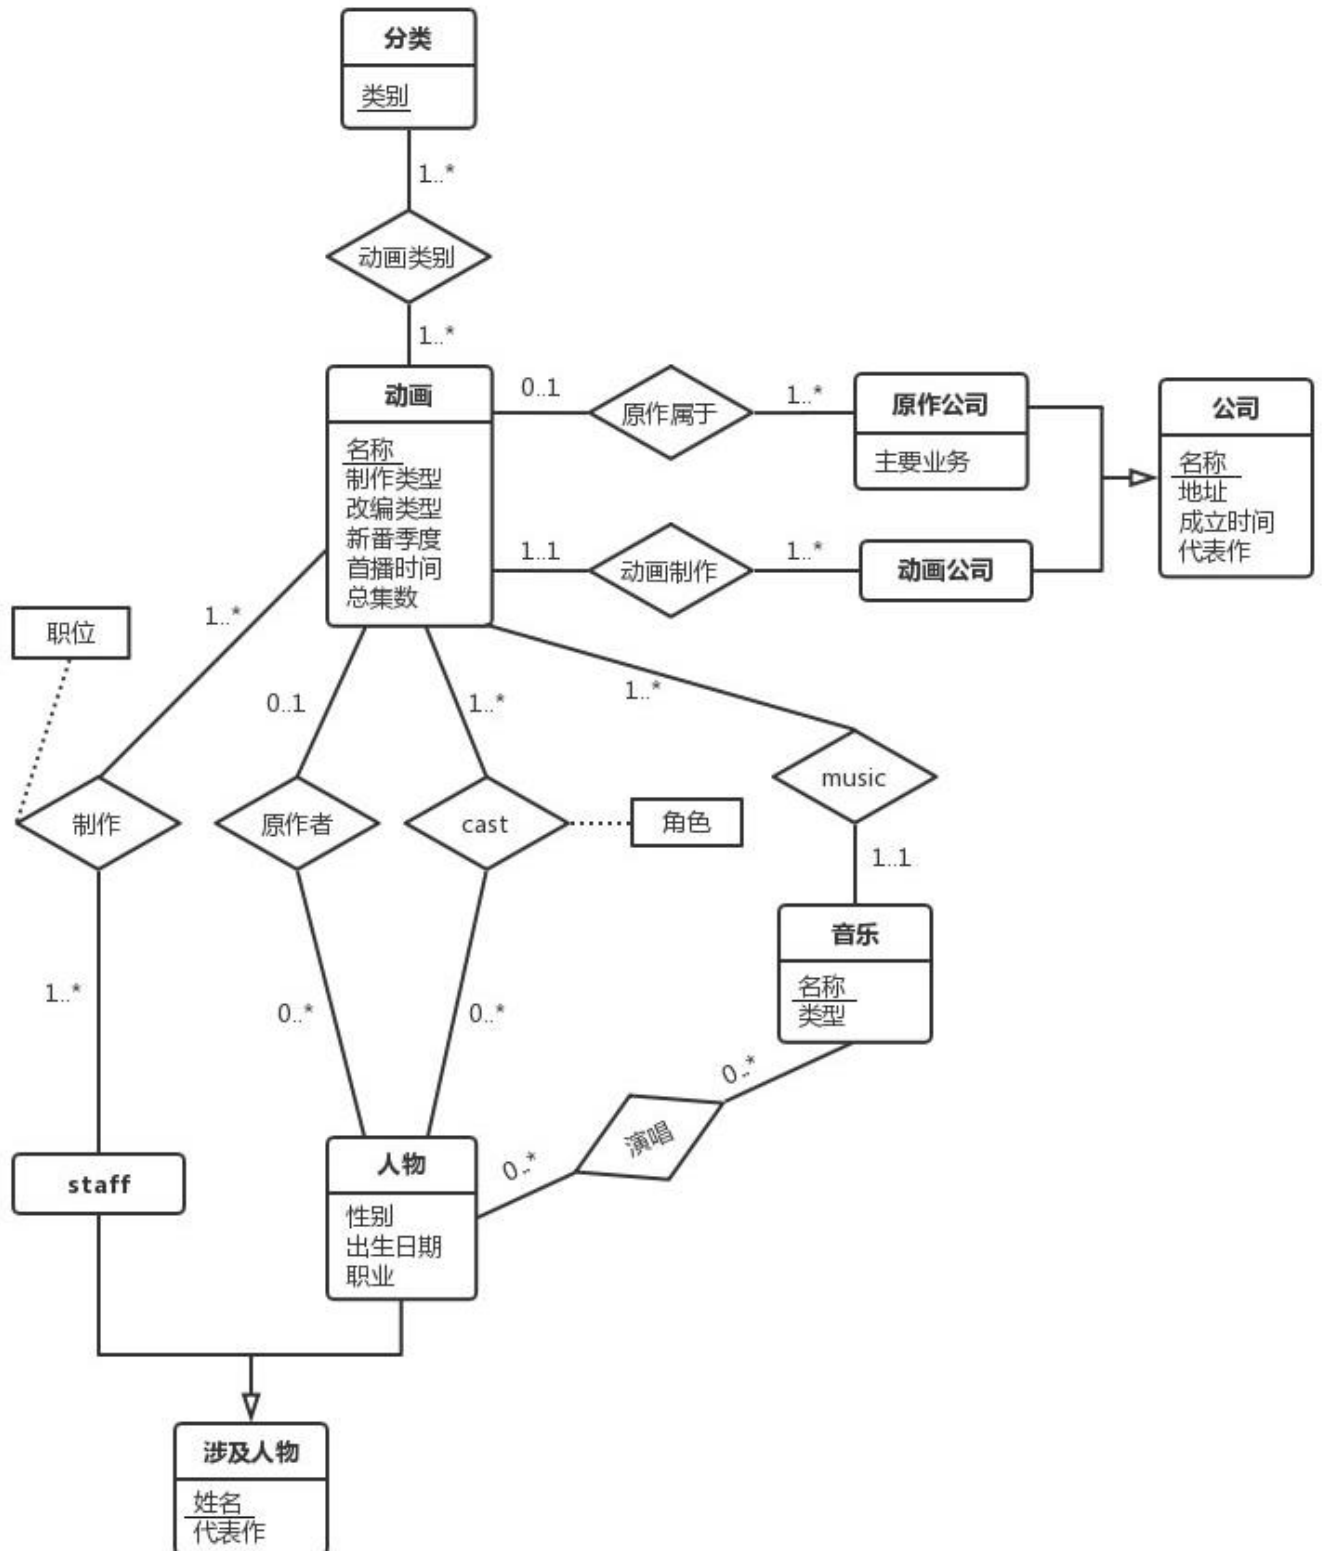 分类
类别
1..*
动画类别
1..*
动画
名称
制作类型
改编类型
新番季度
首播时间
总集数
0..1
原作属于
1..*
原作公司
主要业务
公司
名称
地址
成立时间
代表作
1..1
动画制作
1..*
动画公司
职位
1..*
0..1
1..*
1..*
制作
原作者
cast
角色
music
1..1
音乐
名称
类型
1..*
0..*
0..*
0..*
演唱
0..*
staff
人物
性别
出生日期
职业
涉及人物
姓名
代表作